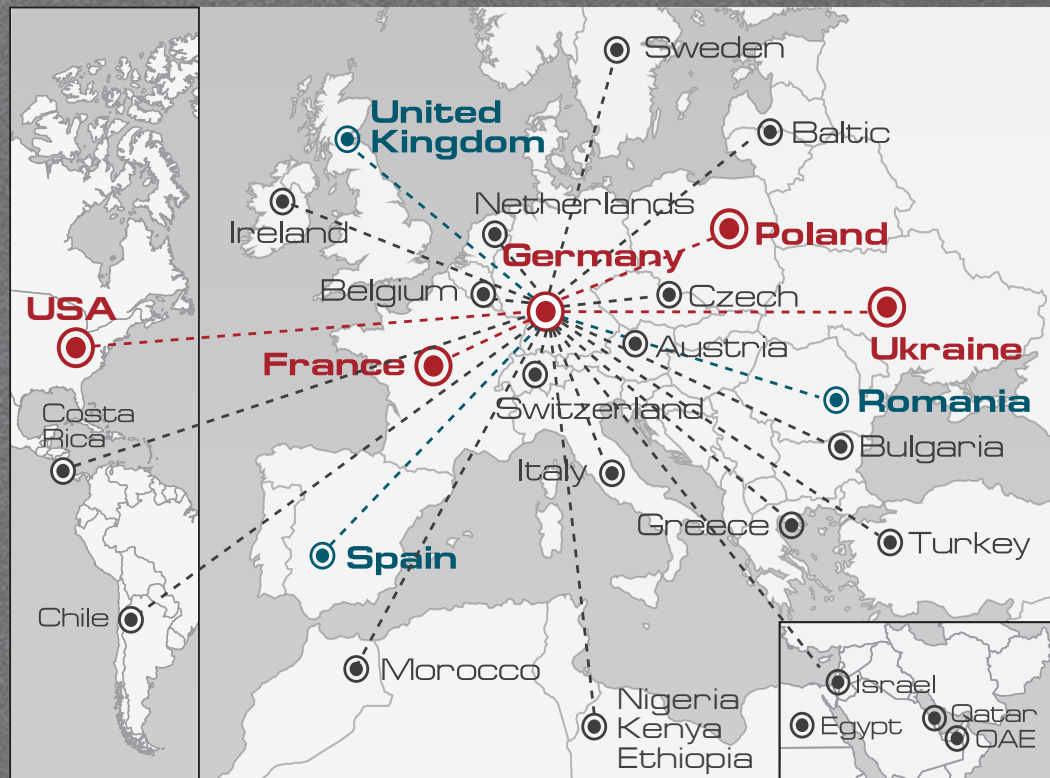 Sweden
United
Kingdom
Baltic
Netherlands
Ireland
Poland
Germany
Belgium
Czech
USA
Austria
Ukraine
France
Switzerland
Romania
Costa
Rica
Bulgaria
Italy
Greece
Turkey
Spain
Chile
Morocco
Israel
Nigeria
Kenya
Ethiopia
Egypt
Qatar
OAE